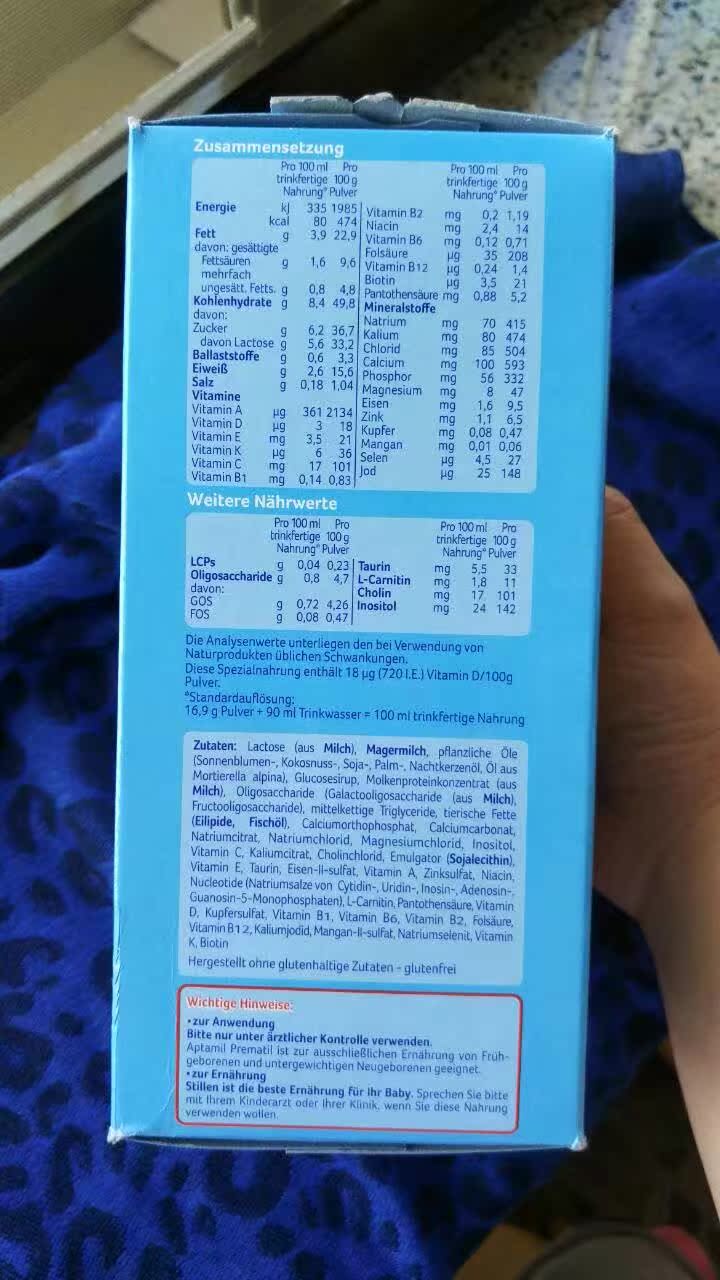 Zusammensetzung
Pro 100 ml Pro
trinkfertige 100 g
Nahrung* Pulver
Energie kJ 335 1985
kcal 80 474
Fett g 3,9 22,9
davon: gesättigte
Fettsäuren g 1,6 9,6
mehrfach
ungesätt. Fetts. g 0,8 4,8
Kohlenhydrate g 8,4 49,8
davon:
Zucker g 6,2 36,7
davon Lactose g 5,6 33,2
Ballaststoffe g 0,6 3,3
Eiweiß g 2,6 15,6
Salz g 0,18 1,04
Vitamine
Vitamin A µg 361 2134
Vitamin D µg 3 18
Vitamin E mg 3,5 21
Vitamin K µg 6 36
Vitamin C mg 17 101
Vitamin B1 mg 0,14 0,83
Pro 100 ml Pro
trinkfertige 100 g
Nahrung* Pulver
Vitamin B2 mg 0,2 1,19
Niacin mg 2,4 14
Vitamin B6 mg 0,12 0,71
Folsäure µg 35 208
Vitamin B12 µg 0,24 1,4
Biotin µg 3,5 21
Pantothensäure mg 0,88 5,2
Mineralstoffe
Natrium mg 70 415
Kalium mg 80 474
Chlorid mg 85 504
Calcium mg 100 593
Phosphor mg 56 332
Magnesium mg 8 47
Eisen mg 1,6 9,5
Zink mg 1,1 6,5
Kupfer mg 0,08 0,47
Mangan mg 0,01 0,06
Selen µg 4,5 27
Jod µg 25 148
Weitere Nährwerte
Pro 100 ml Pro
trinkfertige 100 g
Nahrung* Pulver
LCPs g 0,04 0,23
Oligosaccharide g 0,8 4,7
davon:
GOS g 0,72 4,26
FOS g 0,08 0,47
Pro 100 ml Pro
trinkfertige 100 g
Nahrung* Pulver
Taurin mg 5,5 33
L-Carnitin mg 1,8 11
Cholin mg 17 101
Inositol mg 24 142
Die Analysenwerte unterliegen den bei Verwendung von
Naturprodukten üblichen Schwankungen.
Diese Spezialnahrung enthält 18 µg (720 I.E.) Vitamin D/100g
Pulver.
*Standardauflösung:
16,9 g Pulver + 90 ml Trinkwasser = 100 ml trinkfertige Nahrung
Zutaten: Lactose (aus Milch), Magermilch, pflanzliche Öle
(Sonnenblumen-, Kokosnuss-, Soja-, Palm-, Nachtkerzenöl, Öl aus
Mortierella alpina), Glucosesirup, Molkenproteinkonzentrat (aus
Milch), Oligosaccharide (Galactooligosaccharide (aus Milch),
Fructooligosaccharide), mittelkettige Triglyceride, tierische Fette
(Eilipide, Fischöl), Calciumorthophosphat, Calciumcarbonat,
Natriumcitrat, Natriumchlorid, Magnesiumchlorid, Inositol,
Vitamin C, Kaliumcitrat, Cholinchlorid, Emulgator (Sojalecithin),
Vitamin E, Taurin, Eisen-II-sulfat, Vitamin A, Zinksulfat, Niacin,
Nucleotide (Natriumsalze von Cytidin-, Uridin-, Inosin-, Adenosin-,
Guanosin-5-Monophosphaten), L-Carnitin, Pantothensäure, Vitamin
D, Kupfersulfat, Vitamin B1, Vitamin B6, Vitamin B2, Folsäure,
Vitamin B12, Kaliumjodid, Mangan-II-sulfat, Natriumselenit, Vitamin
K, Biotin
Hergestellt ohne glutenhaltige Zutaten - glutenfrei
Wichtige Hinweise:
• zur Anwendung
Bitte nur unter ärztlicher Kontrolle verwenden.
Aptamil Prematil ist zur ausschließlichen Ernährung von Früh-
geborenen und untergewichtigen Neugeborenen geeignet.
• zur Ernährung
Stillen ist die beste Ernährung für Ihr Baby. Sprechen Sie bitte
mit Ihrem Kinderarzt oder Ihrer Klinik, wenn Sie diese Nahrung
verwenden wollen.